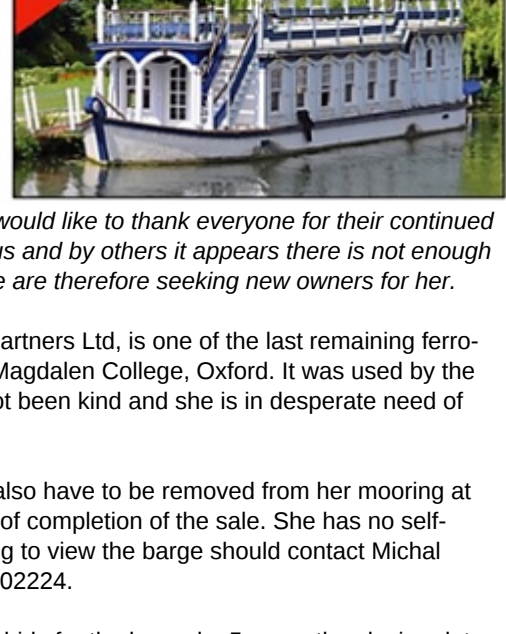 would like to thank everyone for their continued
us and by others it appears there is not enough
e are therefore seeking new owners for her.
artners Ltd, is one of the last remaining ferro-
Magdalen College, Oxford. It was used by the
ot been kind and she is in desperate need of
also have to be removed from her mooring at
of completion of the sale. She has no self-
g to view the barge should contact Michal
02224.